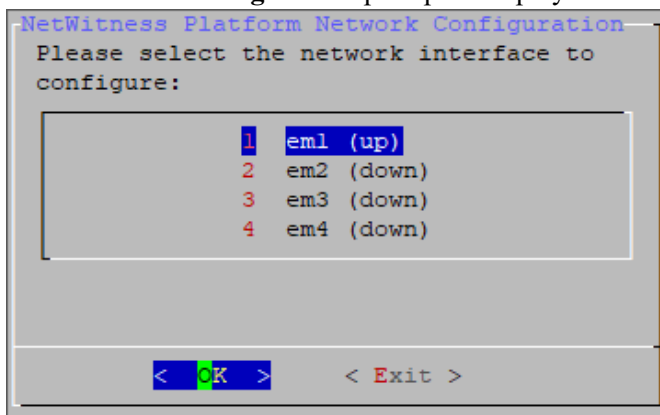 NetWitness Platform Network Configuration
Please select the network interface to
configure:
1 em1 (up)
2 em2 (down)
3 em3 (down)
4 em4 (down)
< OK > < Exit >